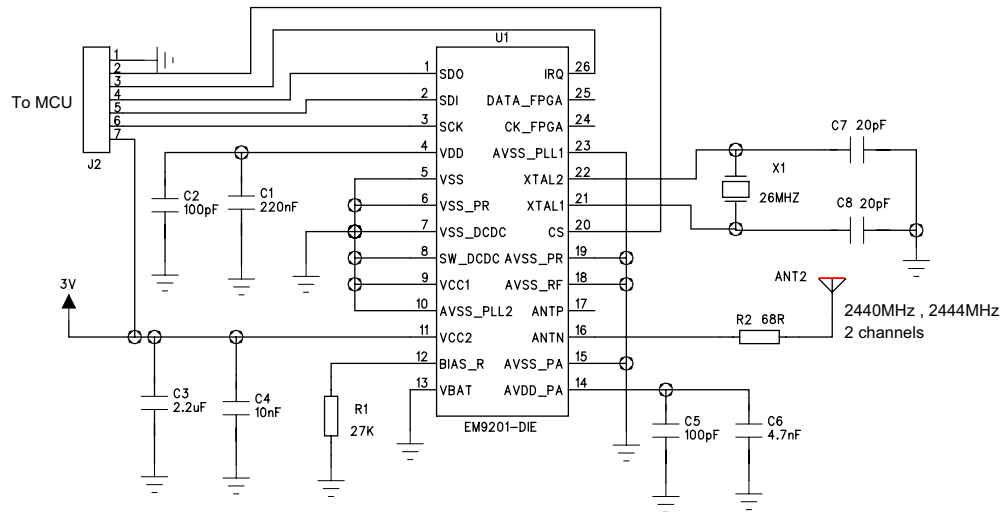 U1
To MCU
J2
1
2
3
4
5
6
7
1 SDO
2 SDI
3 SCK
4 VDD
5 VSS
6 VSS_PR
7 VSS_DCDC
8 SW_DCDC
9 VCC1
10 AVSS_PLL2
11 VCC2
12 BIAS_R
13 VBAT
IRQ 26
DATA_FPGA 25
CK_FPGA 24
AVSS_PLL1 23
XTAL2 22
XTAL1 21
CS 20
AVSS_PR 19
AVSS_RF 18
ANTP 17
ANTN 16
AVSS_PA 15
AVDD_PA 14
EM9201-DIE
C2
100pF
C1
220nF
3V
C3
2.2uF
C4
10nF
R1
27K
C7 20pF
X1
26MHZ
C8 20pF
ANT2
2440MHz , 2444MHz
2 channels
R2 68R
C5
100pF
C6
4.7nF